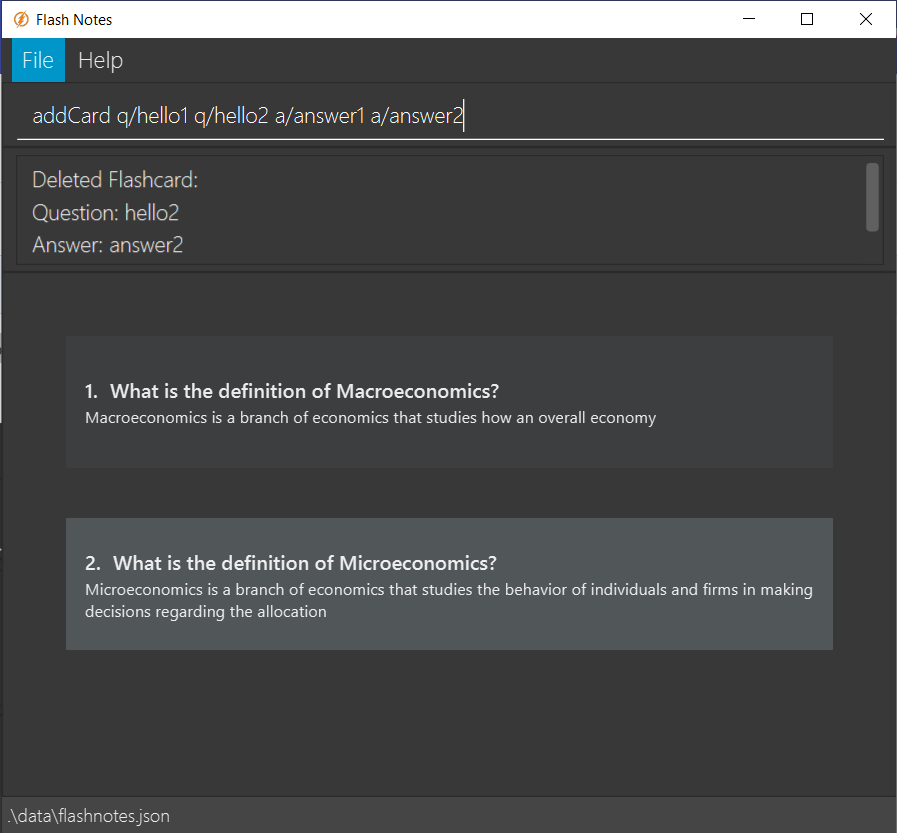 Flash Notes
File Help
addCard q/hello1 q/hello2 a/answer1 a/answer2
Deleted Flashcard:
Question: hello2
Answer: answer2
1. What is the definition of Macroeconomics?
Macroeconomics is a branch of economics that studies how an overall economy
2. What is the definition of Microeconomics?
Microeconomics is a branch of economics that studies the behavior of individuals and firms in making
decisions regarding the allocation
.\data\flashnotes.json